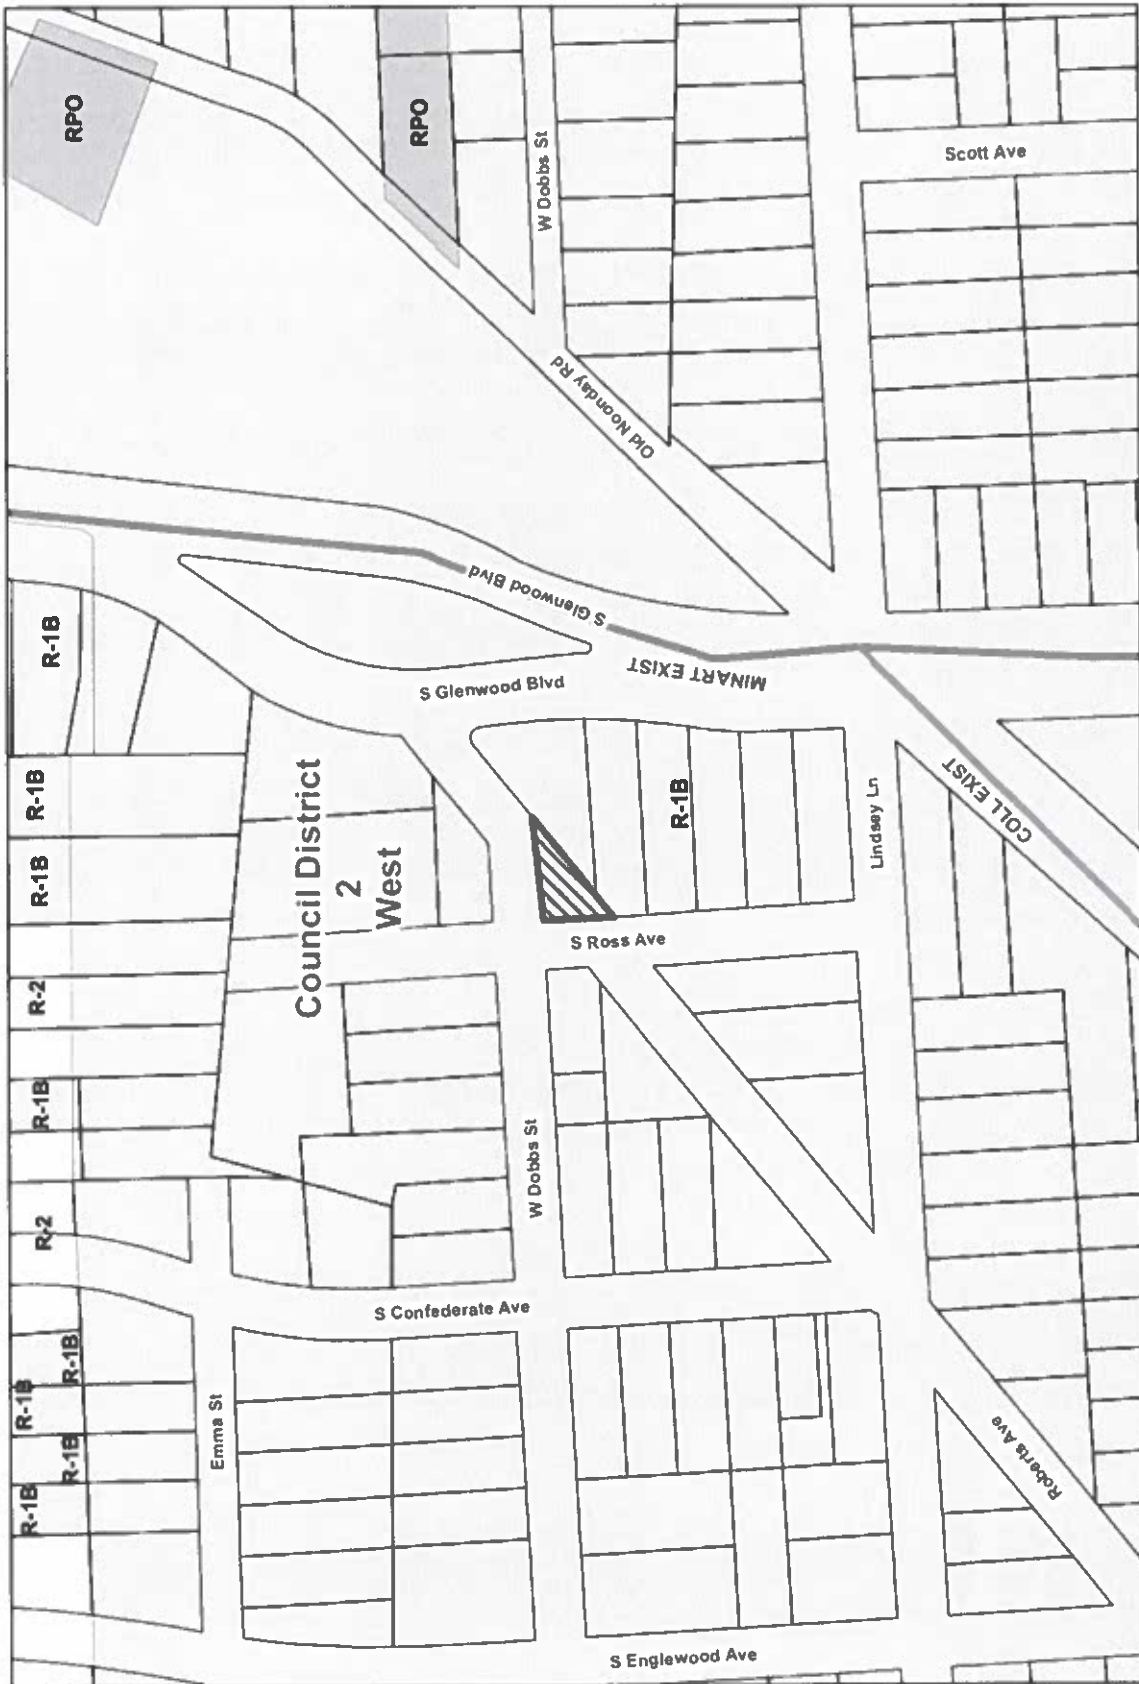 RPO
RPO
W Dobbs St
Scott Ave
Old Noonday Rd
S Glenwood Blvd
R-1B
MINART EXIST
S Glenwood Blvd
R-1B
R-1B
Council District
2
West
R-1B
COLL EXIST
Lindsey Ln
S Ross Ave
R-2
R-1B
R-2
W Dobbs St
S Confederate Ave
R-1B
R-1B
R-1B
R-1B
Emma St
Roberts Ave
S Englewood Ave